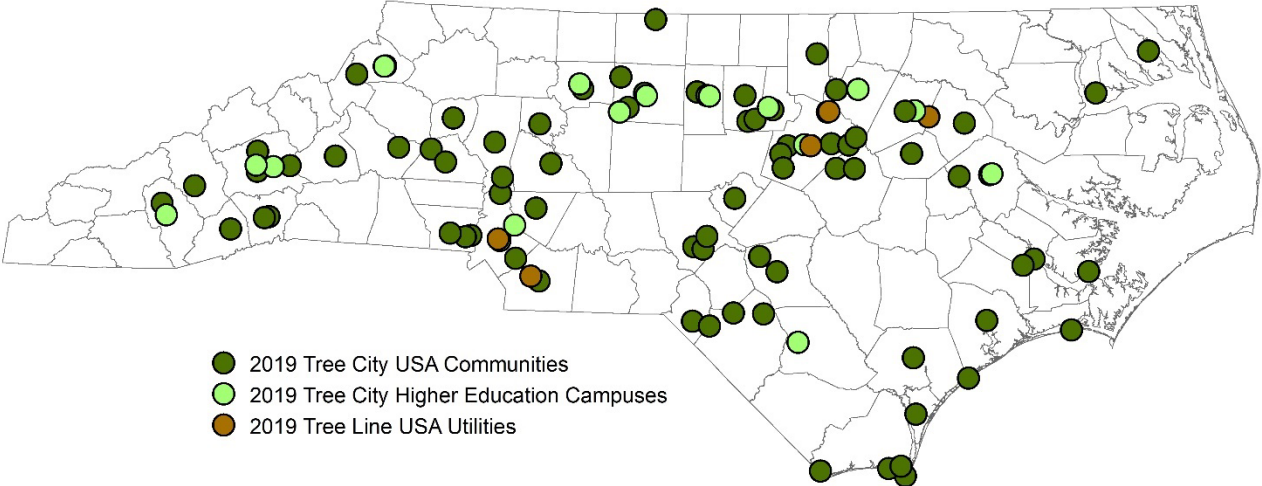 2019 Tree City USA Communities
2019 Tree City Higher Education Campuses
2019 Tree Line USA Utilities